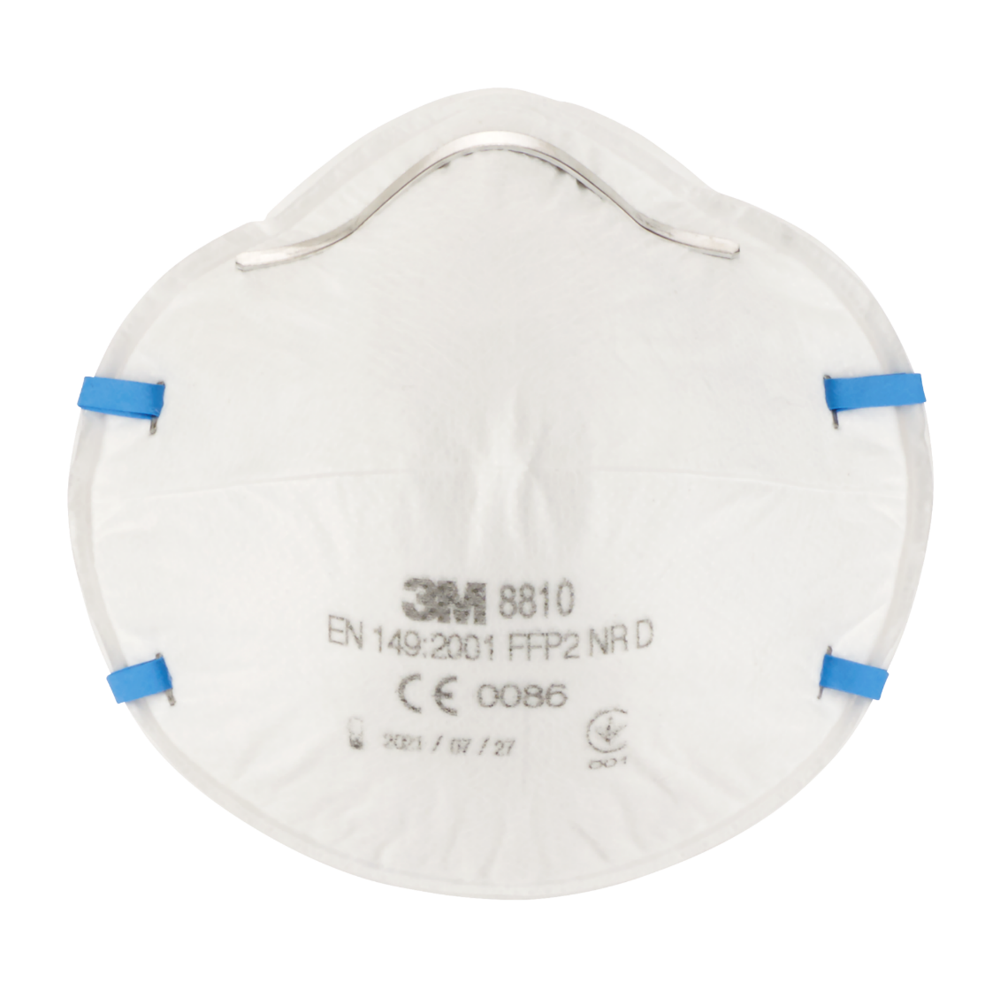 3M 8810
EN 149:2001 FFP2 NR D
CE 0086
2021 / 07 / 27
001